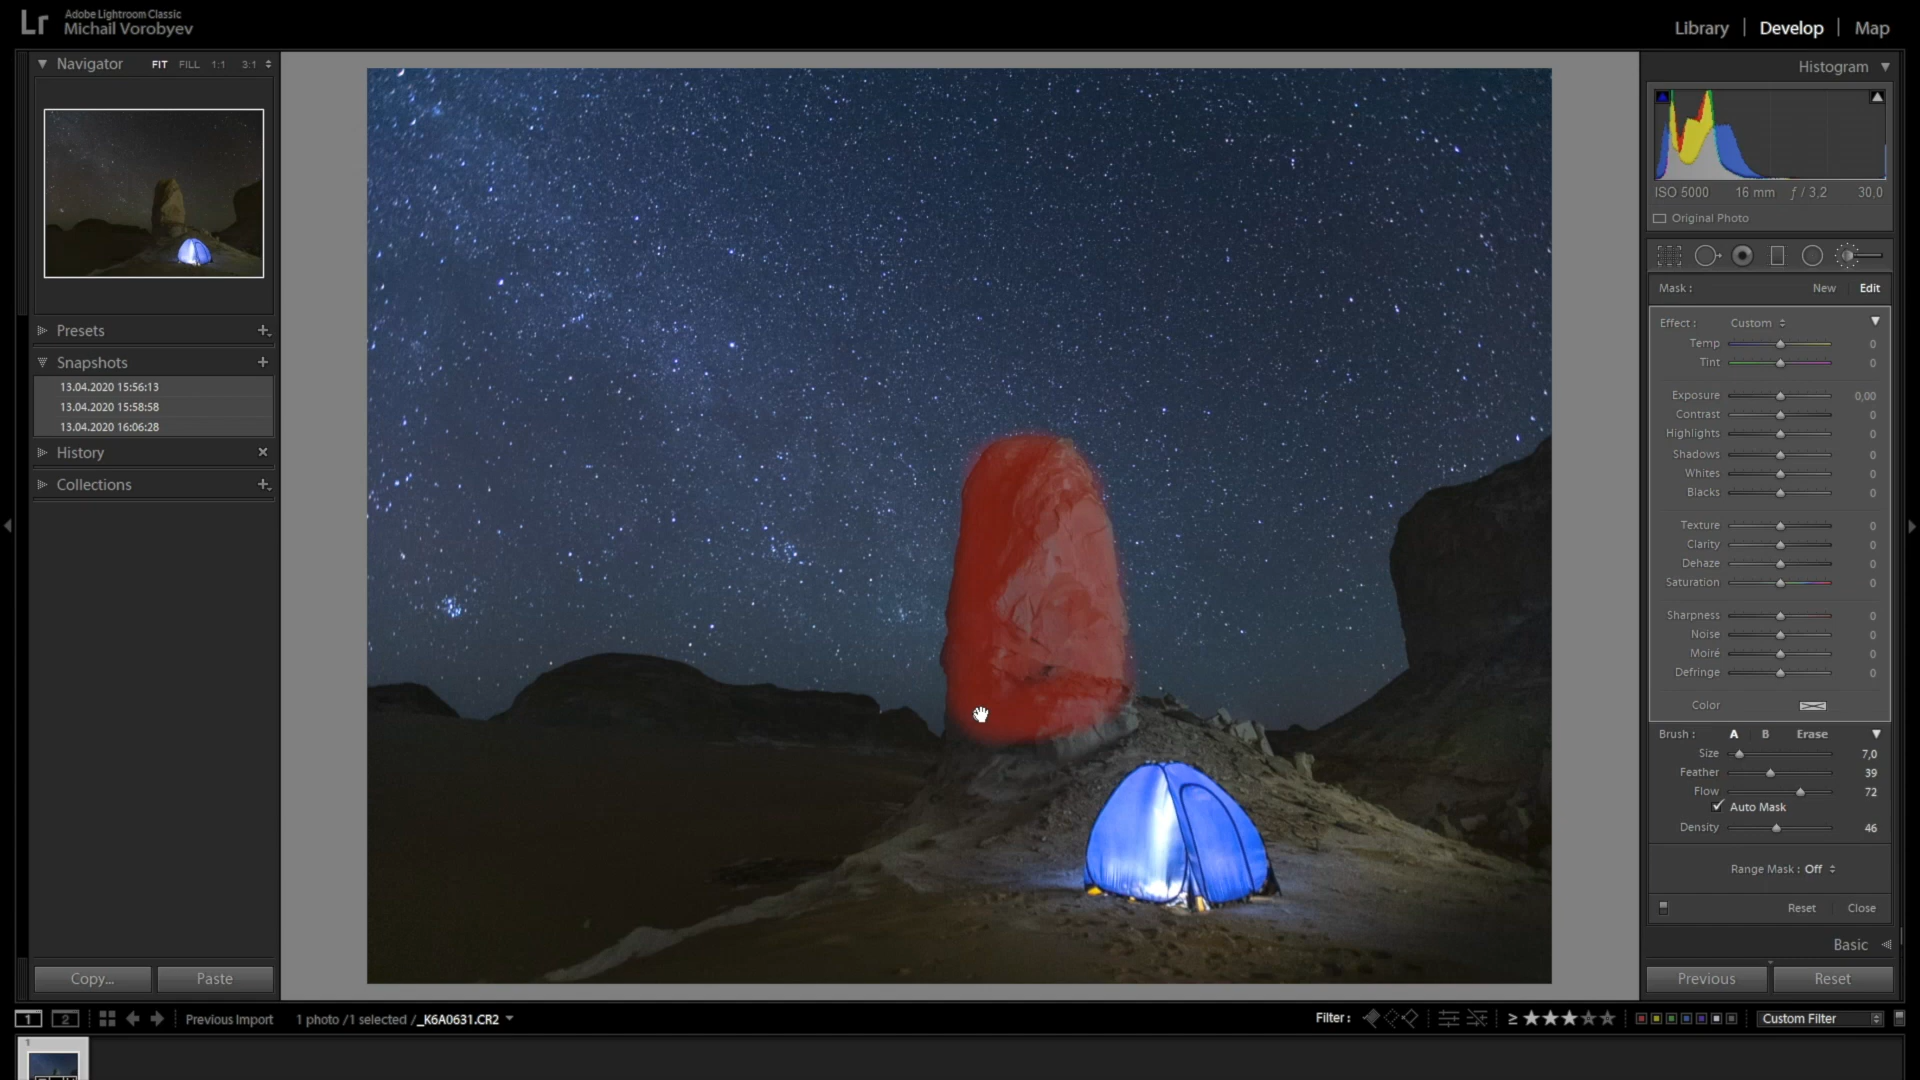 Lr Adobe Lightroom Classic
Michail Vorobyev
Library | Develop | Map
Navigator FIT FILL 1:1 3:1
Presets
Snapshots
13.04.2020 15:56:13
13.04.2020 15:58:58
13.04.2020 16:06:28
History
Collections
Copy... Paste
Histogram
ISO 5000 16 mm ƒ / 3,2 30,0
Original Photo
Mask : New Edit
Effect : Custom
Temp 0
Tint 0
Exposure 0,00
Contrast 0
Highlights 0
Shadows 0
Whites 0
Blacks 0
Texture 0
Clarity 0
Dehaze 0
Saturation 0
Sharpness 0
Noise 0
Moiré 0
Defringe 0
Color
Brush : A B Erase
Size 7,0
Feather 39
Flow 72
Auto Mask
Density 46
Range Mask : Off
Reset Close
Basic
Previous Reset
1 2 Previous Import 1 photo /1 selected /_K6A0631.CR2 Filter : ≥ ★★★★★ Custom Filter
1